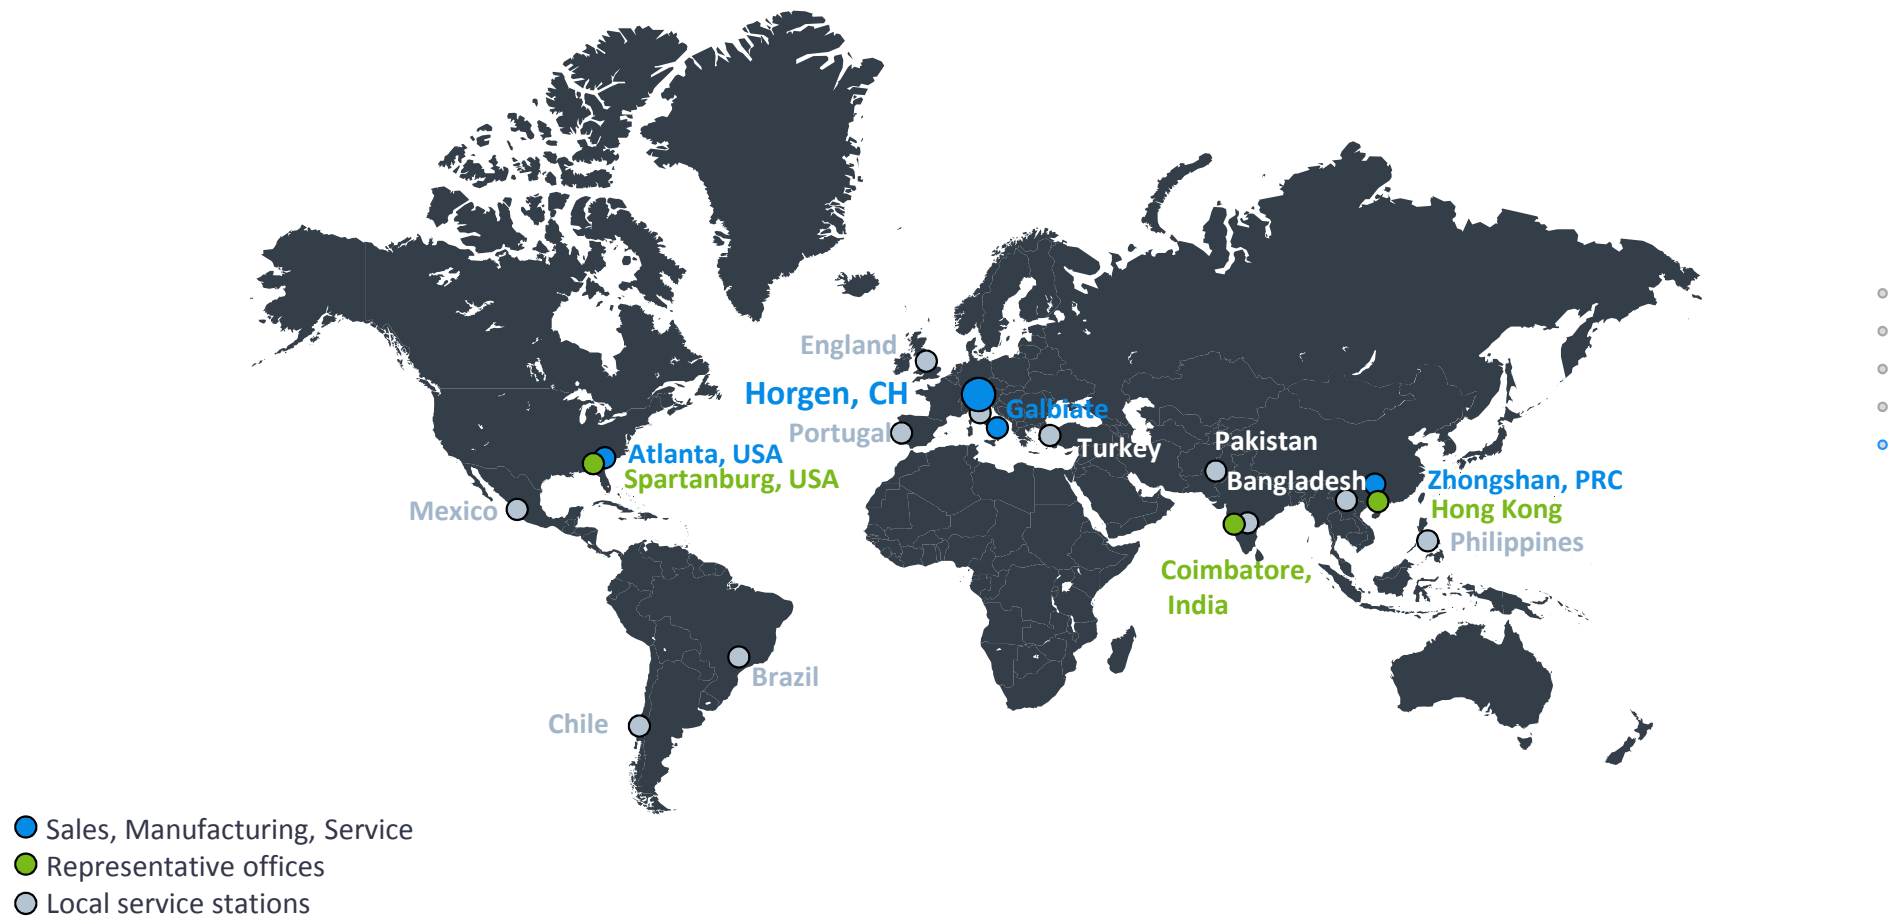 England
Horgen, CH
Galbiate
Portugal
Turkey
Pakistan
Atlanta, USA
Spartanburg, USA
Bangladesh
Zhongshan, PRC
Mexico
Hong Kong
Philippines
Coimbatore,
India
Brazil
Chile
Sales, Manufacturing, Service
Representative offices
Local service stations